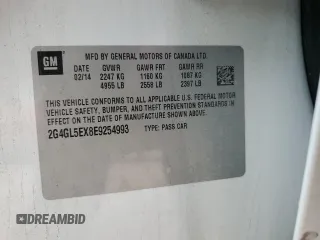 GM
MFD BY GENERAL MOTORS OF CANADA LTD.
DATE GVWR GAWR FRT GAWR RR
02/14 2247 KG 1160 KG 1087 KG
4955 LB 2558 LB 2397 LB
THIS VEHICLE CONFORMS TO ALL APPLICABLE U.S. FEDERAL MOTOR
VEHICLE SAFETY, BUMPER, AND THEFT PREVENTION STANDARDS IN
EFFECT ON THE DATE OF MANUFACTURE SHOWN ABOVE.
2G4GL5EX8E9254993 TYPE: PASS CAR
DREAMBID